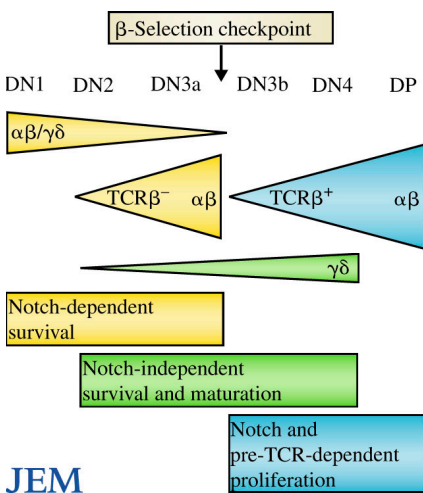 β-Selection checkpoint
DN1 DN2 DN3a DN3b DN4 DP
αβ/γδ
TCRβ⁻ αβ TCRβ⁺ αβ
γδ
Notch-dependent
survival
Notch-independent
survival and maturation
Notch and
pre-TCR-dependent
proliferation
JEM